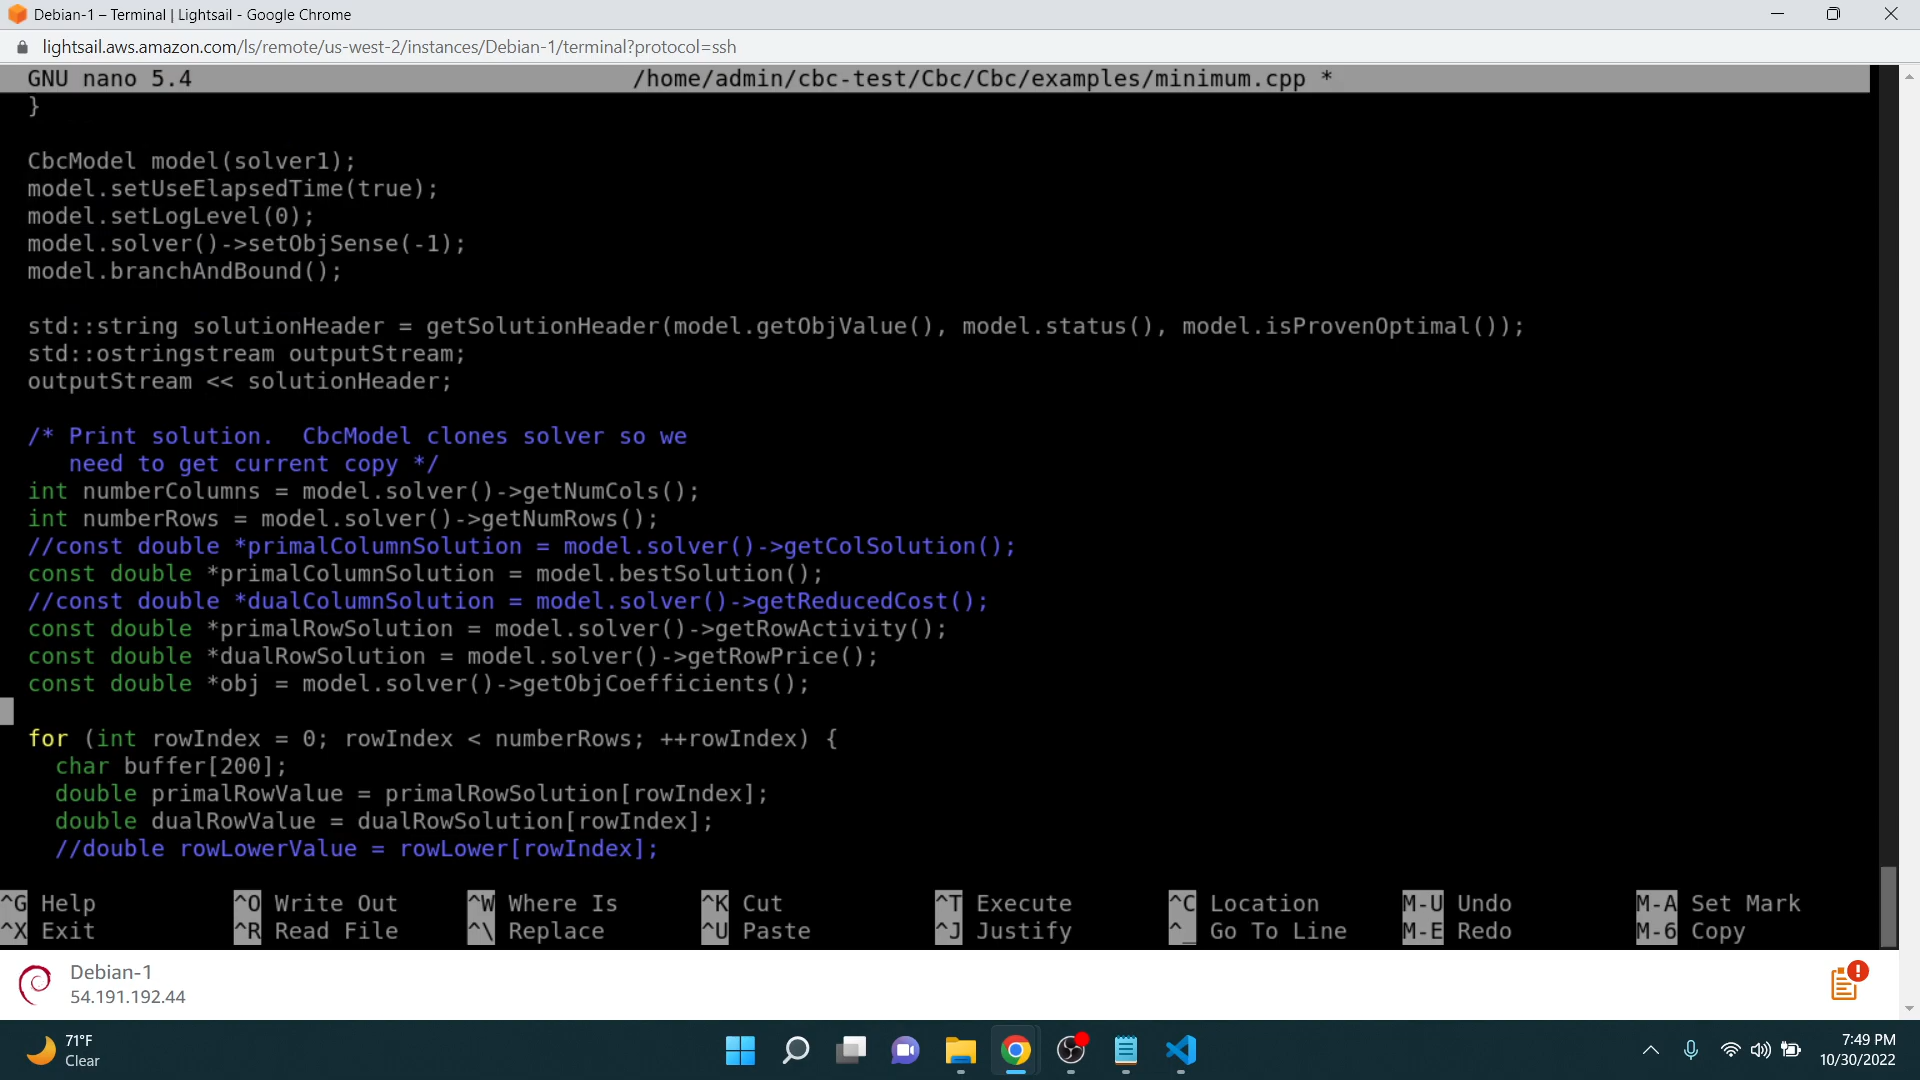 Debian-1 – Terminal | Lightsail - Google Chrome
lightsail.aws.amazon.com/ls/remote/us-west-2/instances/Debian-1/terminal?protocol=ssh
GNU nano 5.4 /home/admin/cbc-test/Cbc/Cbc/examples/minimum.cpp *
}
CbcModel model(solver1);
model.setUseElapsedTime(true);
model.setLogLevel(0);
model.solver()->setObjSense(-1);
model.branchAndBound();
std::string solutionHeader = getSolutionHeader(model.getObjValue(), model.status(), model.isProvenOptimal());
std::ostringstream outputStream;
outputStream << solutionHeader;
/* Print solution.  CbcModel clones solver so we
need to get current copy */
int numberColumns = model.solver()->getNumCols();
int numberRows = model.solver()->getNumRows();
//const double *primalColumnSolution = model.solver()->getColSolution();
const double *primalColumnSolution = model.bestSolution();
//const double *dualColumnSolution = model.solver()->getReducedCost();
const double *primalRowSolution = model.solver()->getRowActivity();
const double *dualRowSolution = model.solver()->getRowPrice();
const double *obj = model.solver()->getObjCoefficients();
for (int rowIndex = 0; rowIndex < numberRows; ++rowIndex) {
char buffer[200];
double primalRowValue = primalRowSolution[rowIndex];
double dualRowValue = dualRowSolution[rowIndex];
//double rowLowerValue = rowLower[rowIndex];
^G Help ^O Write Out ^W Where Is ^K Cut ^T Execute ^C Location M-U Undo M-A Set Mark
^X Exit ^R Read File ^\ Replace ^U Paste ^J Justify ^_ Go To Line M-E Redo M-6 Copy
Debian-1
54.191.192.44
71°F
Clear
7:49 PM
10/30/2022